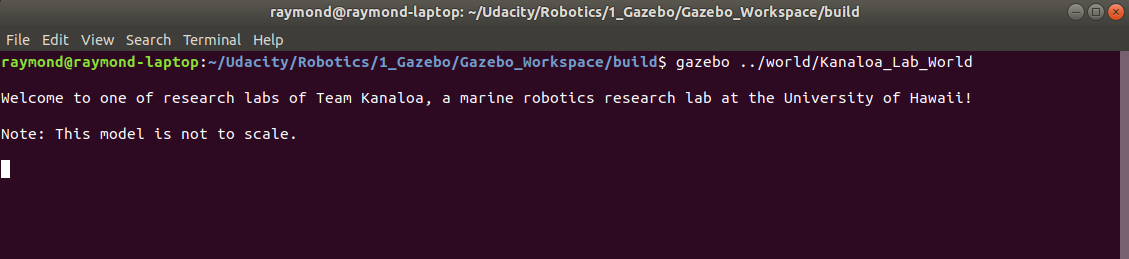 raymond@raymond-laptop: ~/Udacity/Robotics/1_Gazebo/Gazebo_Workspace/build
File Edit View Search Terminal Help
raymond@raymond-laptop:~/Udacity/Robotics/1_Gazebo/Gazebo_Workspace/build$ gazebo ../world/Kanaloa_Lab_World
Welcome to one of research labs of Team Kanaloa, a marine robotics research lab at the University of Hawaii!
Note: This model is not to scale.